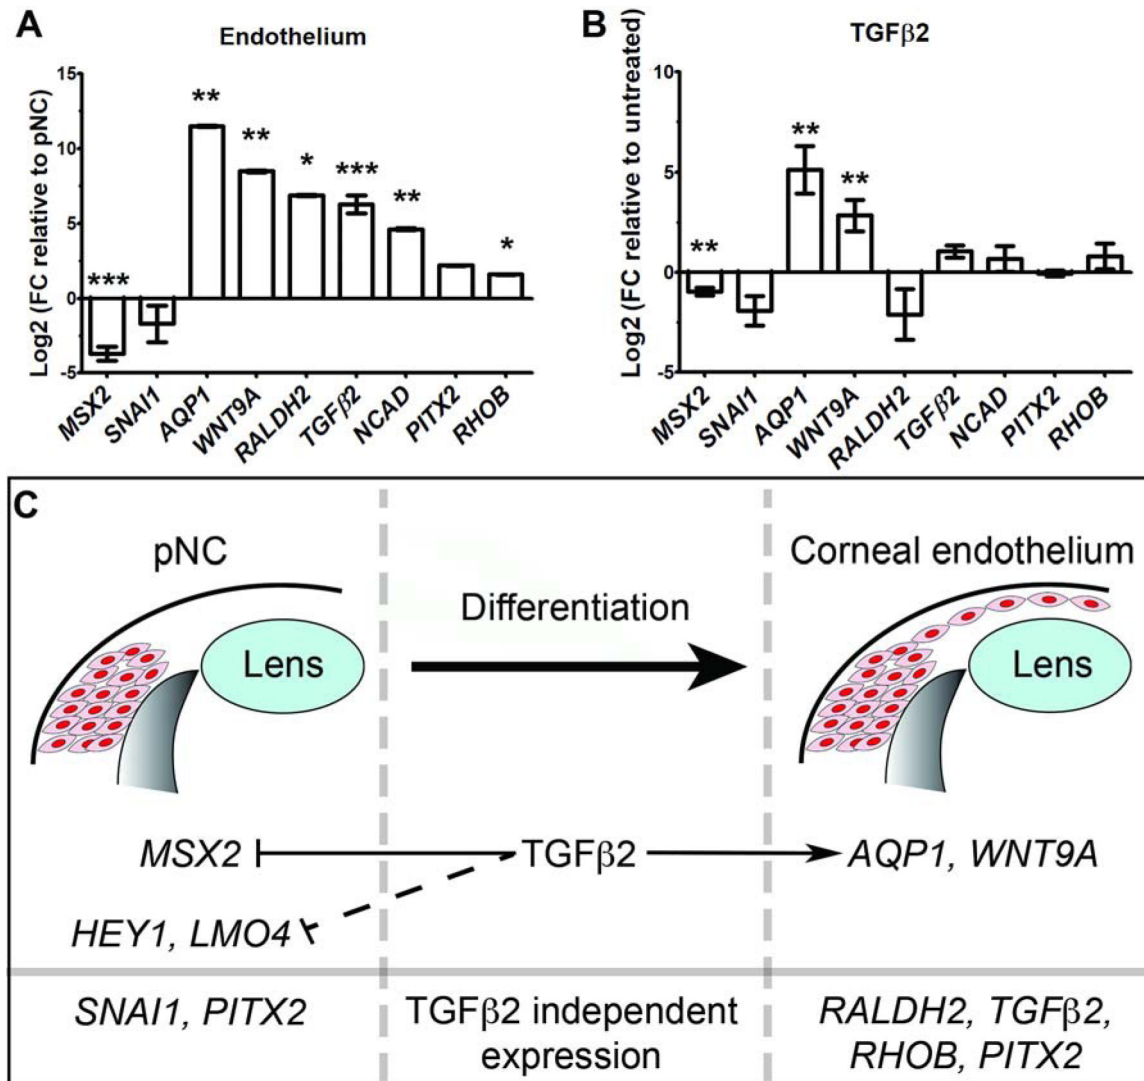 A
Endothelium
Log2 (FC relative to pNC)
15
10
5
0
-5
***
**
**
*
***
**
*
MSX2
SNAI1
AQP1
WNT9A
RALDH2
TGFβ2
NCAD
PITX2
RHOB
B
TGFβ2
Log2 (FC relative to untreated)
10
5
0
-5
**
**
**
MSX2
SNAI1
AQP1
WNT9A
RALDH2
TGFβ2
NCAD
PITX2
RHOB
C
pNC
Lens
Differentiation
Corneal endothelium
Lens
MSX2
TGFβ2
AQP1, WNT9A
HEY1, LMO4
SNAI1, PITX2
TGFβ2 independent
expression
RALDH2, TGFβ2,
RHOB, PITX2